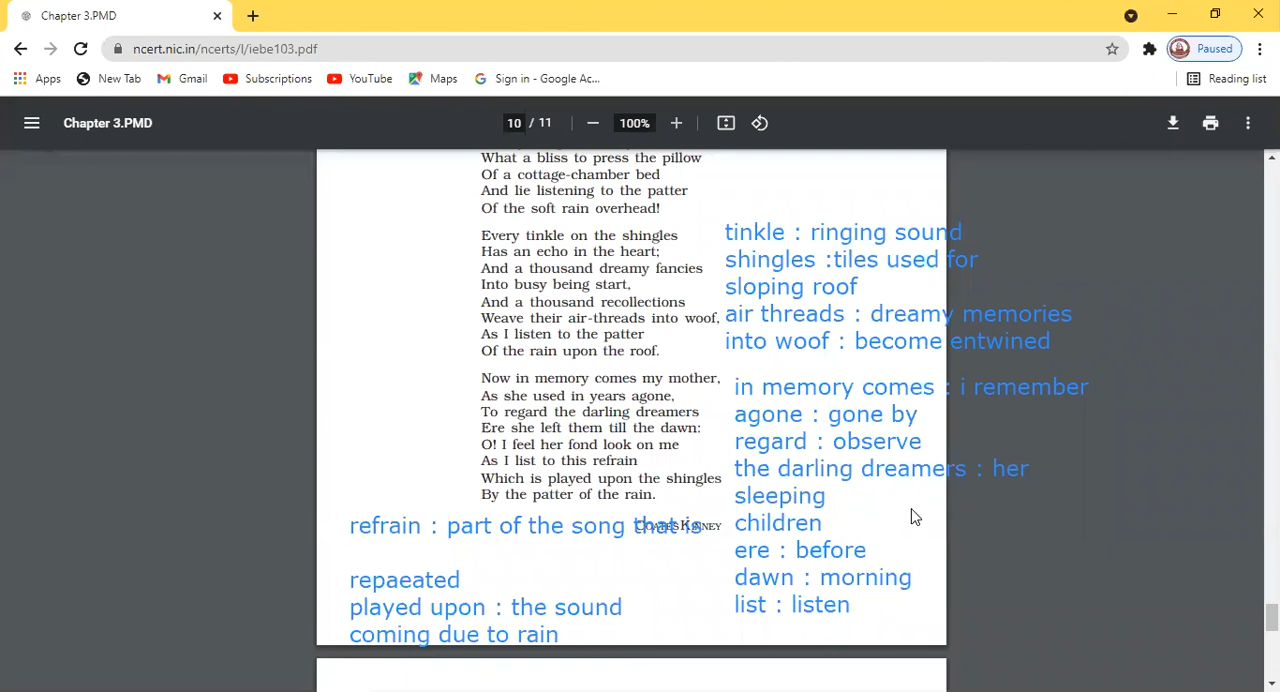 Chapter 3.PMD
ncert.nic.in/ncerts/l/iebe103.pdf
Paused
Apps
New Tab
Gmail
Subscriptions
YouTube
Maps
Sign in - Google Ac...
Reading list
Chapter 3.PMD
10 / 11
100%
What a bliss to press the pillow
Of a cottage-chamber bed
And lie listening to the patter
Of the soft rain overhead!
Every tinkle on the shingles
Has an echo in the heart;
And a thousand dreamy fancies
Into busy being start,
And a thousand recollections
Weave their air-threads into woof,
As I listen to the patter
Of the rain upon the roof.
tinkle : ringing sound
shingles :tiles used for
sloping roof
air threads : dreamy memories
into woof : become entwined
Now in memory comes my mother,
As she used in years agone,
To regard the darling dreamers
Ere she left them till the dawn:
O! I feel her fond look on me
As I list to this refrain
Which is played upon the shingles
By the patter of the rain.
COATES KINNEY
in memory comes : i remember
agone : gone by
regard : observe
the darling dreamers : her
sleeping
children
ere : before
dawn : morning
list : listen
refrain : part of the song that is
repaeated
played upon : the sound
coming due to rain